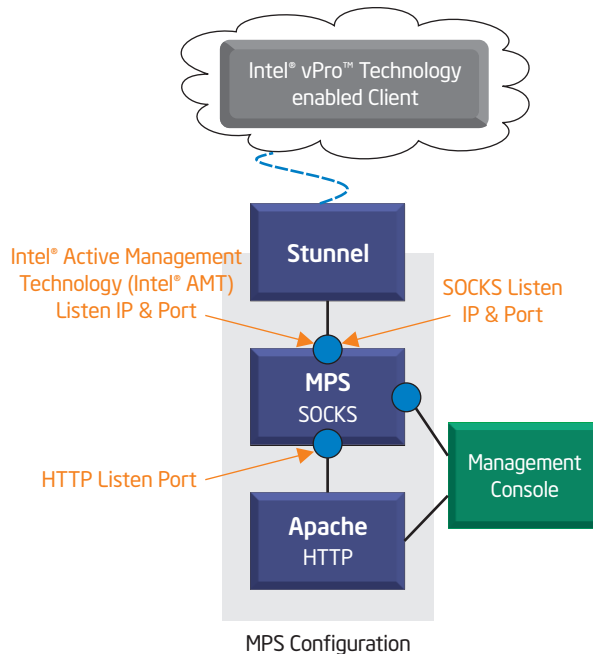 Intel® vPro™ Technology
enabled Client
Stunnel
Intel® Active Management
Technology (Intel® AMT)
Listen IP & Port
SOCKS Listen
IP & Port
MPS
SOCKS
Management
Console
HTTP Listen Port
Apache
HTTP
MPS Configuration